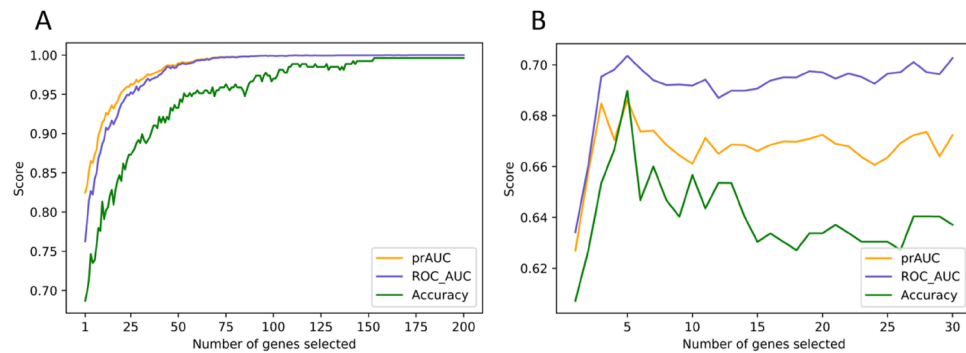 A
B
1.00
0.95
0.90
0.85
0.80
0.75
0.70
Score
prAUC
ROC_AUC
Accuracy
1 25 50 75 100 125 150 175 200
Number of genes selected
0.70
0.68
0.66
0.64
0.62
Score
prAUC
ROC_AUC
Accuracy
5 10 15 20 25 30
Number of genes selected